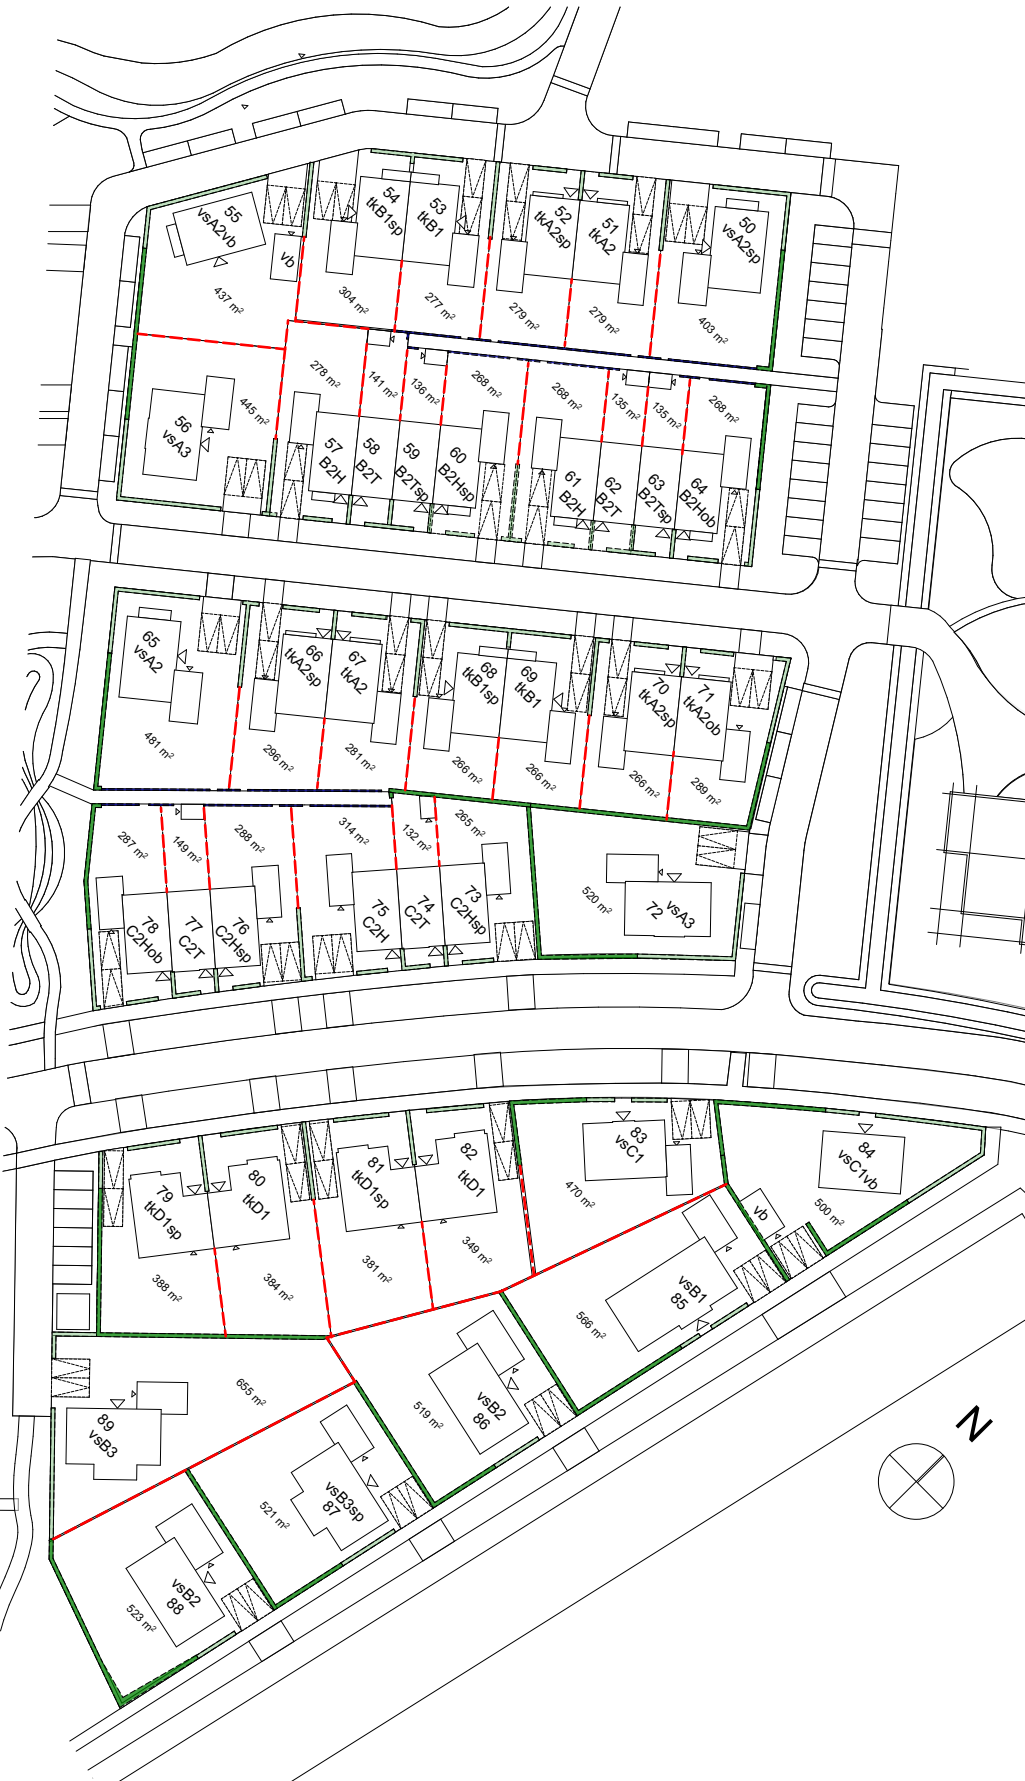 55
vsA2vb
vb
437 m²
54
tkB1sp
304 m²
53
tkB1
277 m²
52
tkA2sp
279 m²
51
tkA2
279 m²
50
vsA2sp
403 m²
56
vsA3
445 m²
278 m²
57
B2H
141 m²
58
B2T
136 m²
59
B2Tsp
268 m²
60
B2Hsp
268 m²
61
B2H
135 m²
62
B2T
135 m²
63
B2Tsp
268 m²
64
B2Hob
65
vsA2
481 m²
66
tkA2sp
296 m²
67
tkA2
281 m²
68
tkB1sp
266 m²
69
tkB1
266 m²
70
tkA2sp
266 m²
71
tkA2ob
289 m²
287 m²
78
C2Hob
149 m²
77
C2T
288 m²
76
C2Hsp
314 m²
75
C2H
132 m²
74
C2T
265 m²
73
C2Hsp
520 m²
vsA3
72
79
tkD1sp
388 m²
80
tkD1
384 m²
81
tkD1sp
381 m²
82
tkD1
349 m²
83
vsC1
470 m²
84
vsC1vb
500 m²
vb
vsB1
85
566 m²
vsB2
86
519 m²
655 m²
89
vsB3
vsB3sp
87
521 m²
vsB2
88
523 m²
N